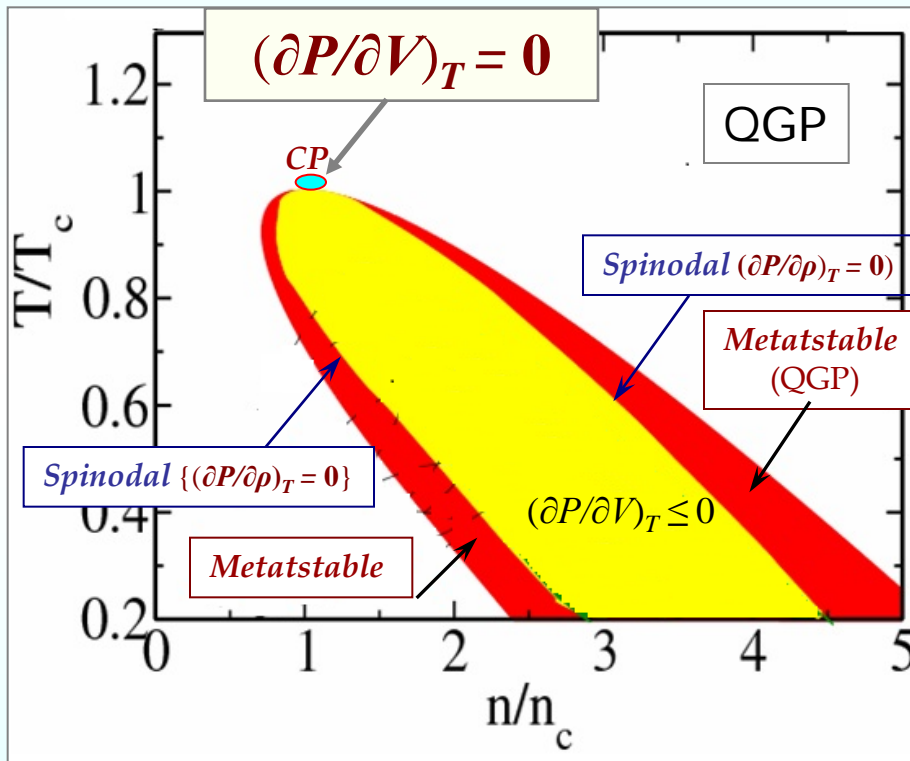 (∂P/∂V)T = 0
QGP
CP
Spinodal (∂P/∂ρ)T = 0)
Metatstable
(QGP)
Spinodal {(∂P/∂ρ)T = 0}
(∂P/∂V)T ≤ 0
Metatstable
T/Tc
1.2
1
0.8
0.6
0.4
0.2
0 1 2 3 4 5
n/nc